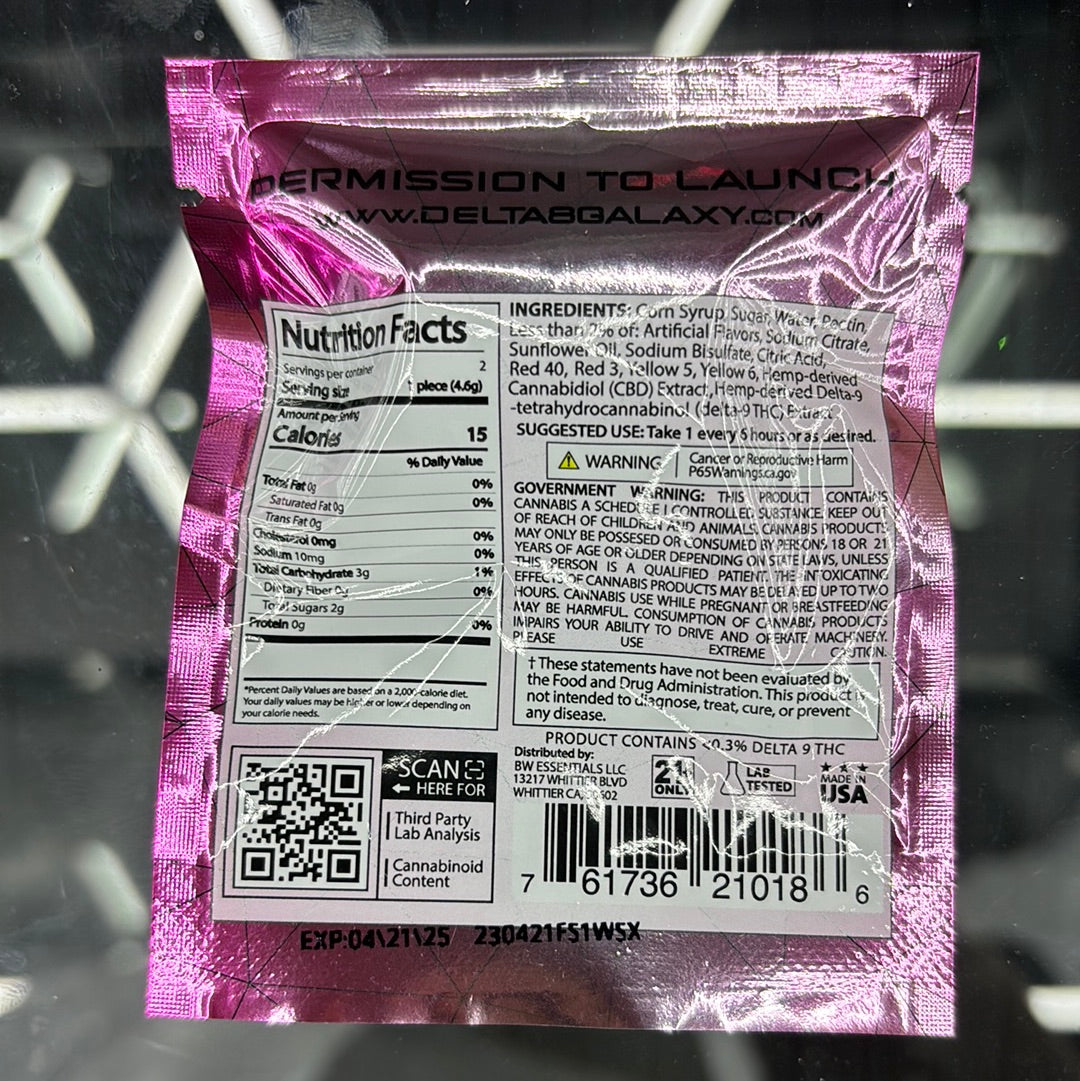 PERMISSION TO LAUNCH
WWW.DELTA8GALAXY.COM
Nutrition Facts
Servings per container 2
Serving size 1 piece (4.6g)
Amount per Serving
Calories 15
% Daily Value
Total Fat 0g 0%
Saturated Fat 0g 0%
Trans Fat 0g
Cholesterol 0mg 0%
Sodium 10mg 0%
Total Carbohydrate 3g 1%
Dietary Fiber 0g 0%
Total Sugars 2g
Protein 0g 0%
*Percent Daily Values are based on a 2,000-calorie diet.
Your daily values may be higher or lower depending on
your calorie needs.
SCAN
HERE FOR
Third Party
Lab Analysis
Cannabinoid
Content
INGREDIENTS: Corn Syrup, Sugar, Water, Pectin,
Less than 2% of: Artificial Flavors, Sodium Citrate,
Sunflower Oil, Sodium Bisulfate, Citric Acid,
Red 40, Red 3, Yellow 5, Yellow 6, Hemp-derived
Cannabidiol (CBD) Extract, Hemp-derived Delta-9
-tetrahydrocannabinol (delta-9 THC) Extract
SUGGESTED USE: Take 1 every 6 hours or as desired.
WARNING
Cancer or Reproductive Harm
P65Warnings.ca.gov
GOVERNMENT WARNING: THIS PRODUCT CONTAINS
CANNABIS A SCHEDULE I CONTROLLED SUBSTANCE. KEEP OUT
OF REACH OF CHILDREN AND ANIMALS. CANNABIS PRODUCTS
MAY ONLY BE POSSESED OR CONSUMED BY PERSONS 18 OR 21
YEARS OF AGE OR OLDER DEPENDING ON STATE LAWS, UNLESS
THIS PERSON IS A QUALIFIED PATIENT. THE INTOXICATING
EFFECTS OF CANNABIS PRODUCTS MAY BE DELAYED UP TO TWO
HOURS. CANNABIS USE WHILE PREGNANT OR BREASTFEEDING
MAY BE HARMFUL. CONSUMPTION OF CANNABIS PRODUCTS
IMPAIRS YOUR ABILITY TO DRIVE AND OPERATE MACHINERY.
PLEASE USE EXTREME CAUTION.
† These statements have not been evaluated by
the Food and Drug Administration. This product is
not intended to diagnose, treat, cure, or prevent
any disease.
PRODUCT CONTAINS <0.3% DELTA 9 THC
Distributed by:
BW ESSENTIALS LLC
13217 WHITTIER BLVD
WHITTIER CA,
21+
ONLY
LAB
TESTED
MADE IN
USA
7 61736 21018 6
EXP:04\21\25 230421FS1WSX